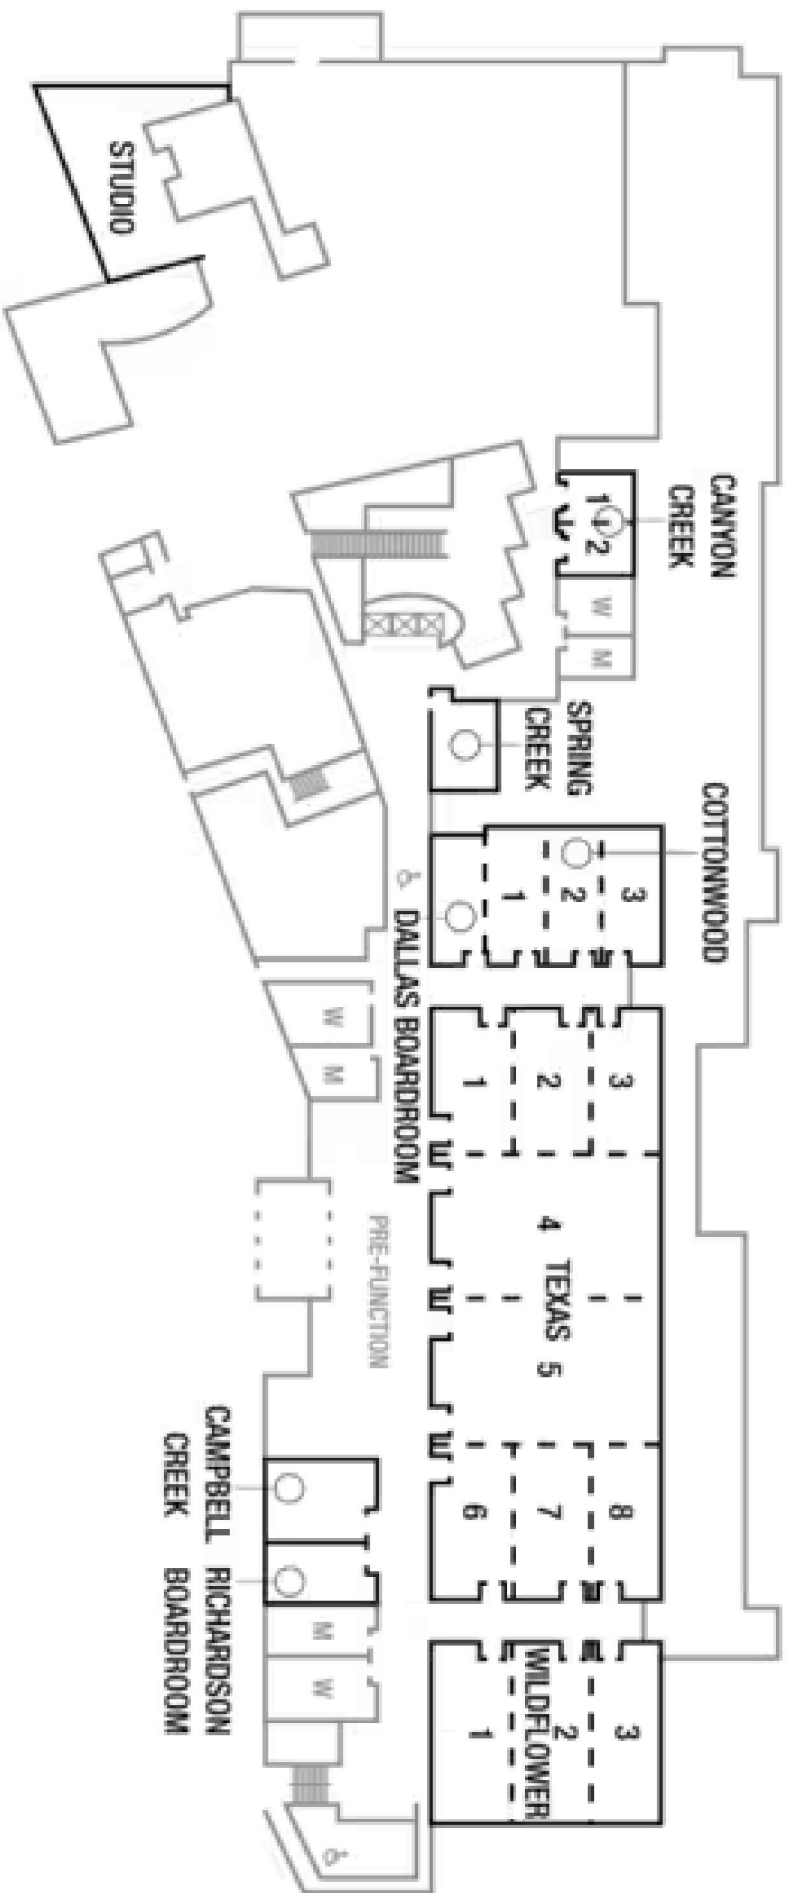 STUDIO
CANYON
CREEK
1
2
W
M
SPRING
CREEK
COTTONWOOD
1
2
3
DALLAS BOARDROOM
W
M
1
2
3
4
TEXAS
5
6
7
8
PRE-FUNCTION
CAMPBELL
CREEK
RICHARDSON
BOARDROOM
M
W
WILDFLOWER
1
2
3